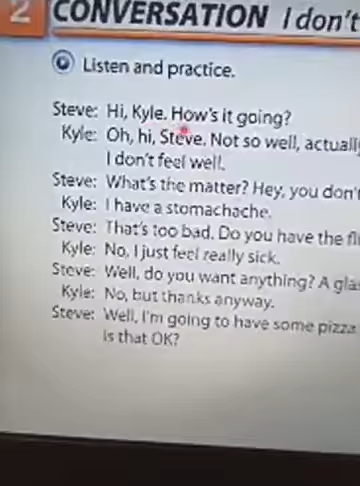 2 CONVERSATION I don't
Listen and practice.
Steve: Hi, Kyle. How's it going?
Kyle: Oh, hi, Steve. Not so well, actually
I don't feel well.
Steve: What's the matter? Hey, you don't
Kyle: I have a stomachache.
Steve: That's too bad. Do you have the fl
Kyle: No, I just feel really sick.
Steve: Well, do you want anything? A gla
Kyle: No, but thanks anyway.
Steve: Well, I'm going to have some pizza
Is that OK?